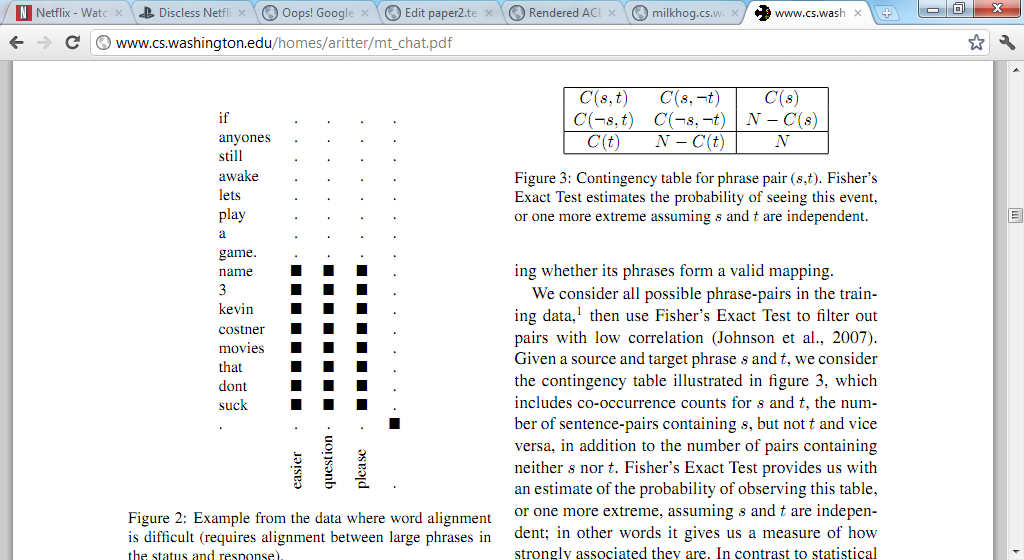 Netflix - Watc
Discless Netfli
Oops! Google
Edit paper2.te
Rendered ACL
milkhog.cs.w
www.cs.wash
www.cs.washington.edu/homes/aritter/mt_chat.pdf
if
anyones
still
awake
lets
play
a
game.
name
3
kevin
costner
movies
that
dont
suck
.
easier question please .
Figure 2: Example from the data where word alignment
is difficult (requires alignment between large phrases in
the status and response).
C(s,t) C(s,¬t) C(s)
C(¬s,t) C(¬s,¬t) N − C(s)
C(t) N − C(t) N
Figure 3: Contingency table for phrase pair (s,t). Fisher's
Exact Test estimates the probability of seeing this event,
or one more extreme assuming s and t are independent.
ing whether its phrases form a valid mapping.
We consider all possible phrase-pairs in the train-
ing data,¹ then use Fisher's Exact Test to filter out
pairs with low correlation (Johnson et al., 2007).
Given a source and target phrase s and t, we consider
the contingency table illustrated in figure 3, which
includes co-occurrence counts for s and t, the num-
ber of sentence-pairs containing s, but not t and vice
versa, in addition to the number of pairs containing
neither s nor t. Fisher's Exact Test provides us with
an estimate of the probability of observing this table,
or one more extreme, assuming s and t are indepen-
dent; in other words it gives us a measure of how
strongly associated they are. In contrast to statistical